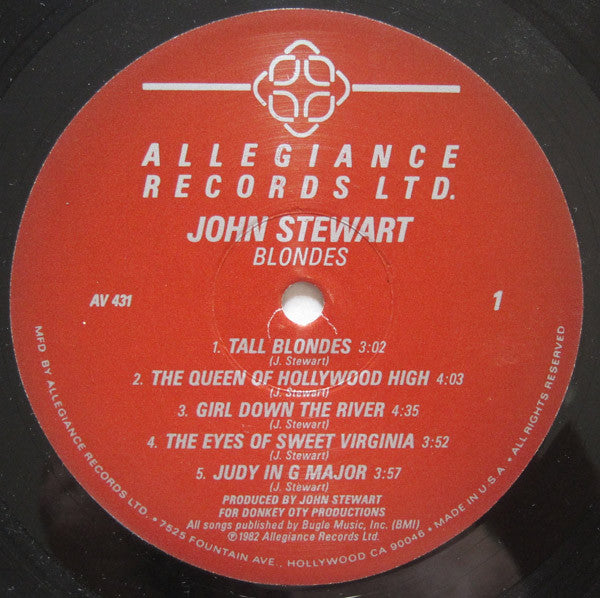 ALLEGIANCE
RECORDS LTD.
JOHN STEWART
BLONDES
AV 431
1
1. TALL BLONDES 3:02
(J. Stewart)
2. THE QUEEN OF HOLLYWOOD HIGH 4:03
(J. Stewart)
3. GIRL DOWN THE RIVER 4:35
(J. Stewart)
4. THE EYES OF SWEET VIRGINIA 3:52
(J. Stewart)
5. JUDY IN G MAJOR 3:57
(J. Stewart)
PRODUCED BY JOHN STEWART
FOR DONKEY OTY PRODUCTIONS
All songs published by Bugle Music, Inc. (BMI)
℗1982 Allegiance Records Ltd.
MFD. BY ALLEGIANCE RECORDS LTD. • 7525 FOUNTAIN AVE., HOLLYWOOD CA 90046 • MADE IN U.S.A. • ALL RIGHTS RESERVED